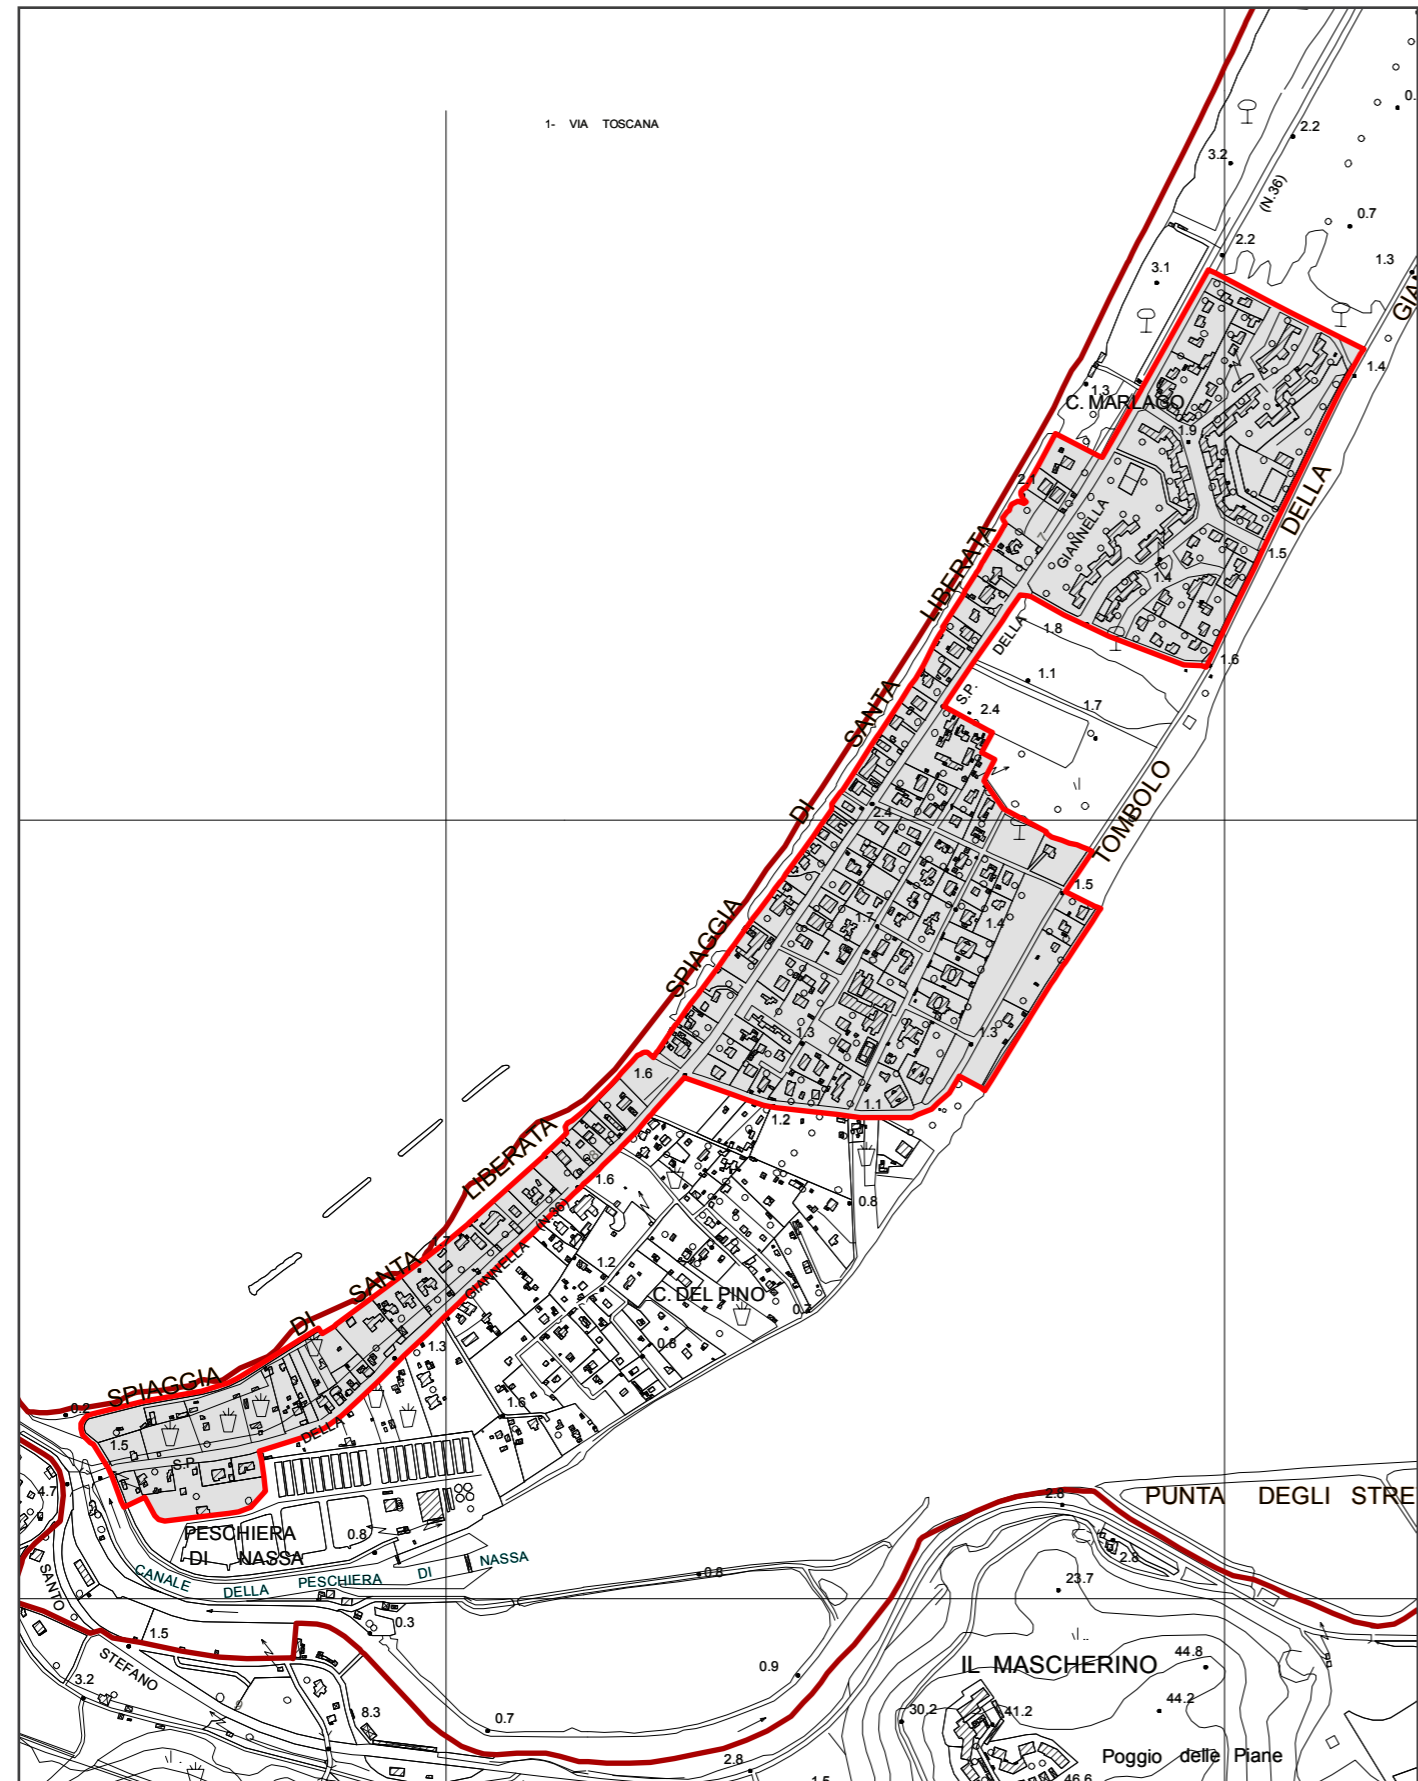 1- VIA TOSCANA
0.
2.2
3.2
(N.36)
0.7
2.2
1.3
3.1
GIA
1.4
1.3
C. MARLAGO
1.9
2.1
DELLA
GIANNELLA
LIBERATA
1.5
1.4
DELLA
1.8
1.6
1.1
S.P.
SANTA
2.4
1.7
TOMBOLO
DI
2.4
1.5
SPIAGGIA
1.7
1.4
1.3
1.3
1.6
1.1
1.2
LIBERATA
1.6
0.8
(N.36)
SANTA
GIANNELLA
1.2
C. DEL PINO
0.7
DI
1.3
0.8
SPIAGGIA
0.2
1.6
DELLA
1.5
S.P.
4.7
2.8
PUNTA DEGLI STRE
PESCHIERA
DI NASSA
0.8
2.8
CANALE DELLA PESCHIERA DI NASSA
0.8
23.7
SANTO
0.3
1.5
STEFANO
IL MASCHERINO
44.8
0.9
3.2
44.2
8.3
30.2
41.2
0.7
2.8
Poggio delle Piane
1.5
46.6